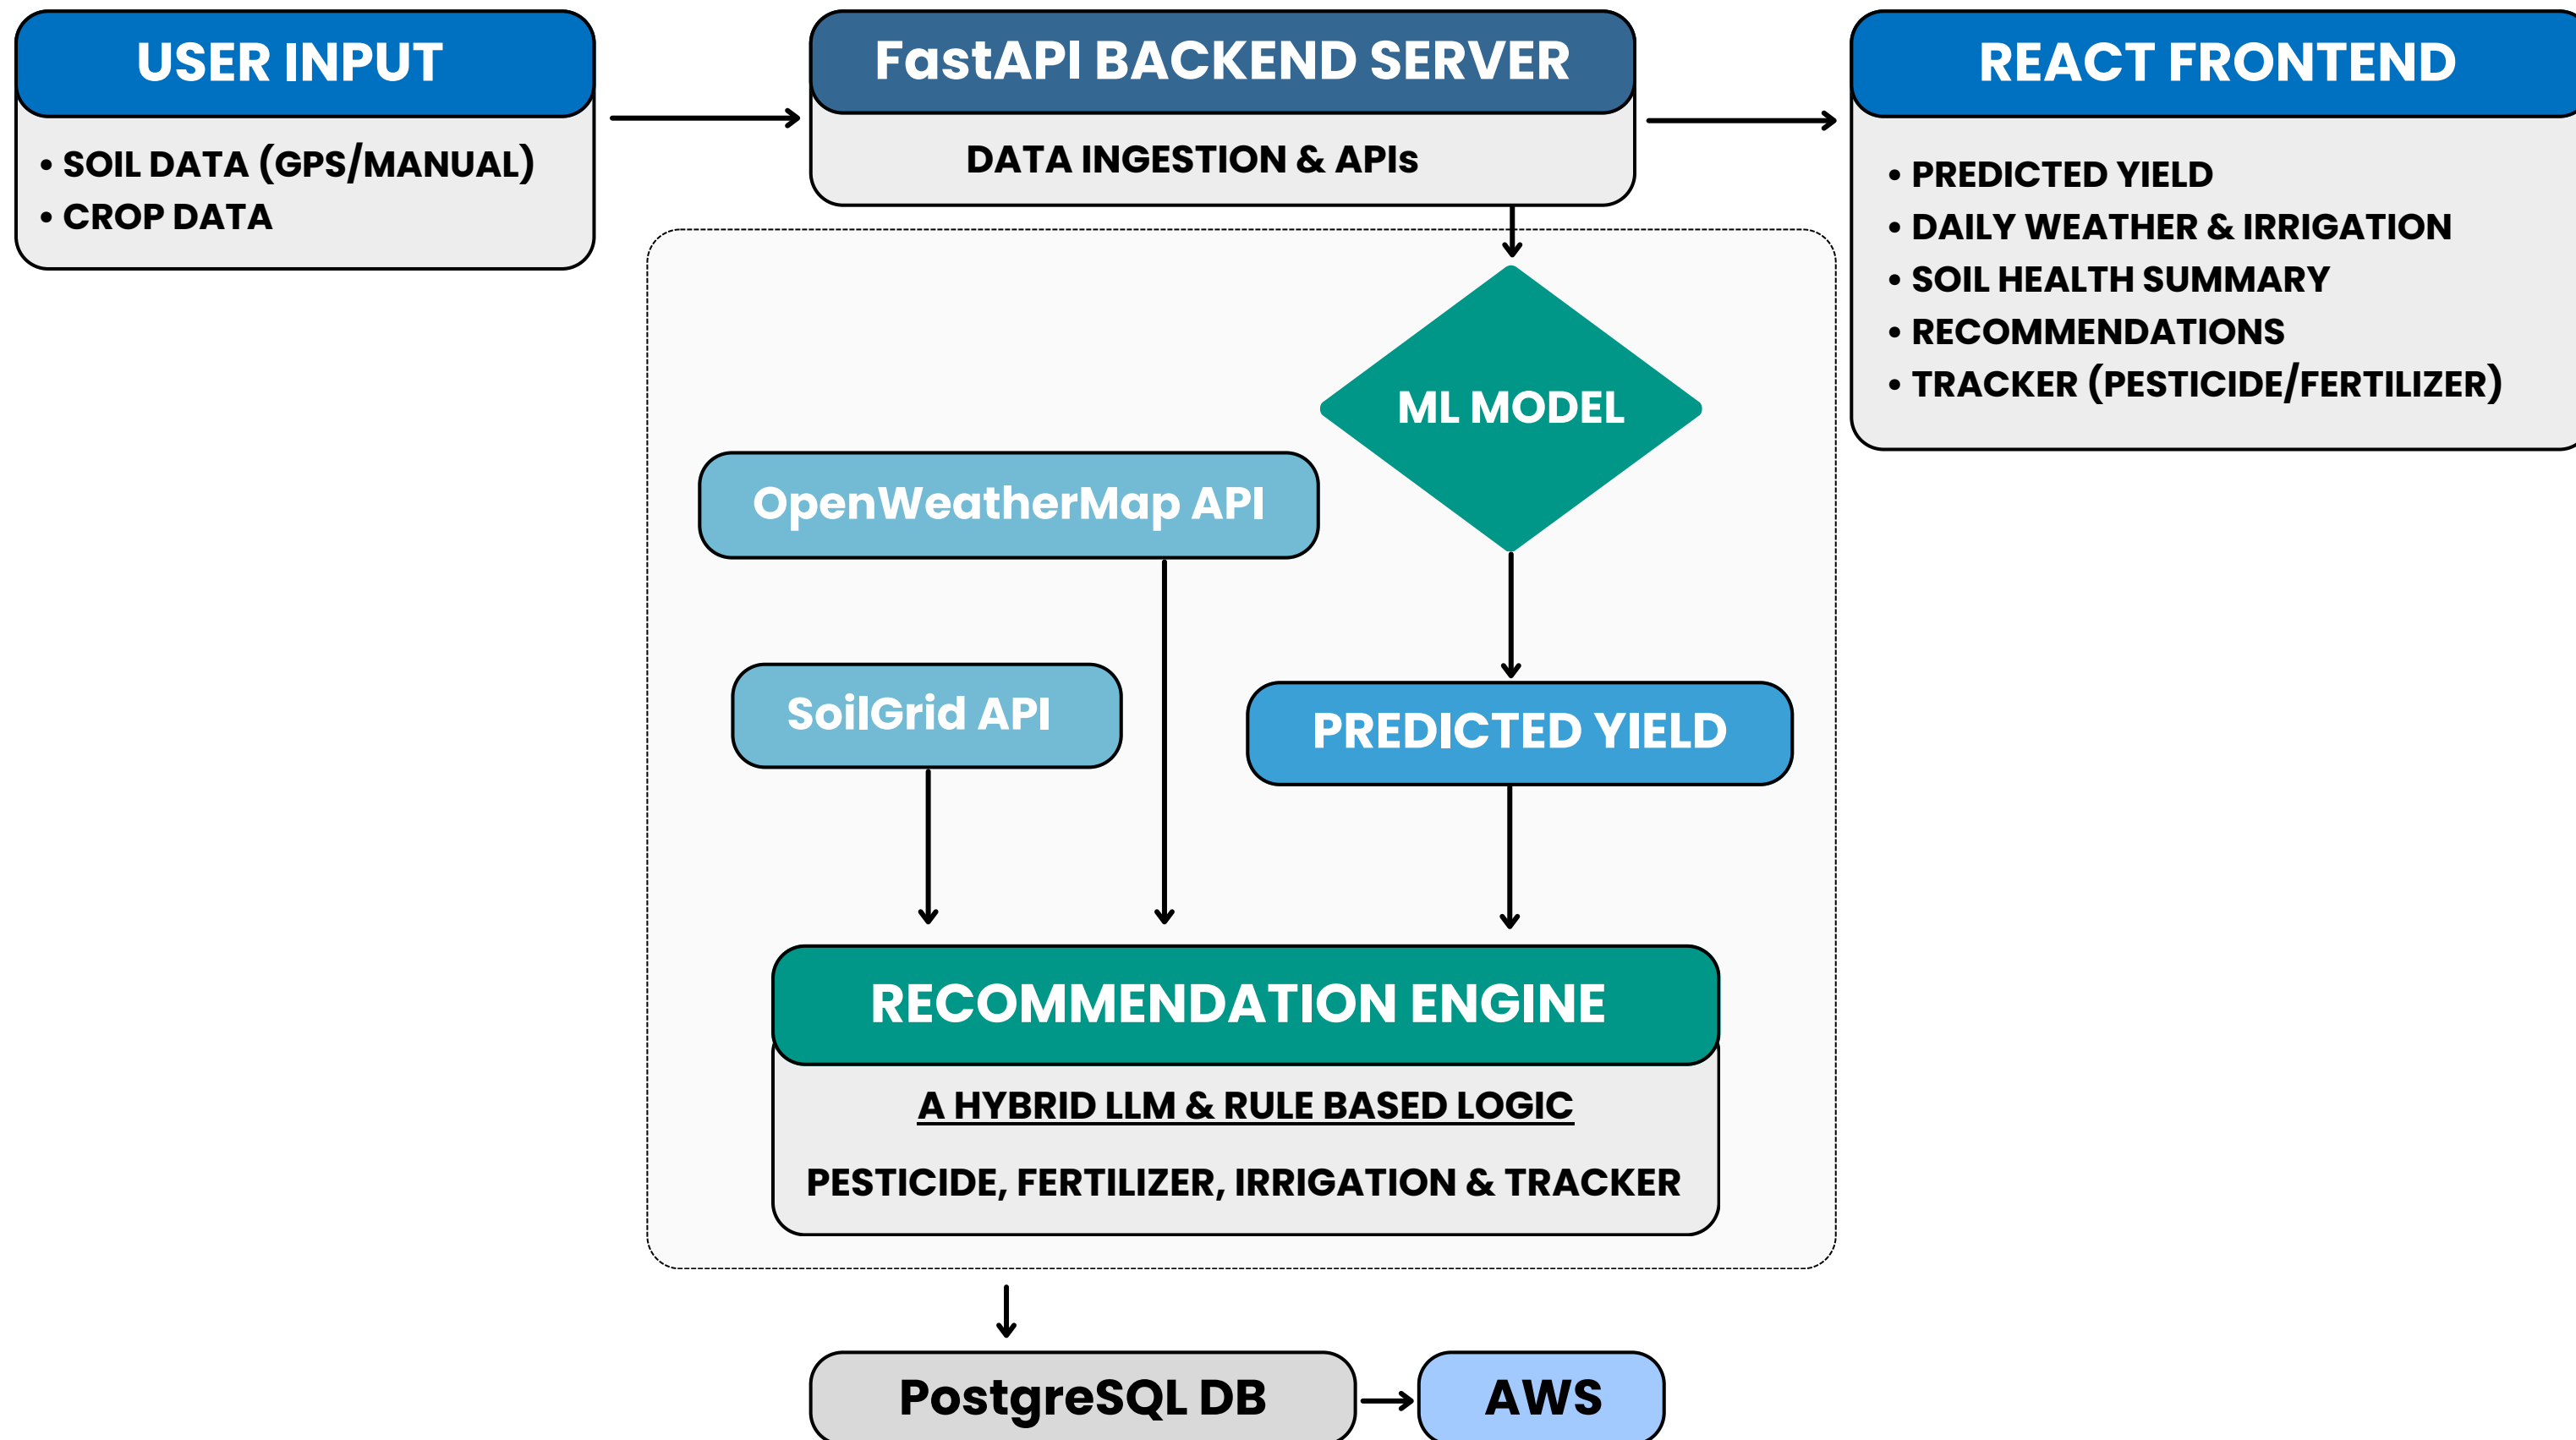 USER INPUT
• SOIL DATA (GPS/MANUAL)
• CROP DATA
FastAPI BACKEND SERVER
DATA INGESTION & APIs
REACT FRONTEND
• PREDICTED YIELD
• DAILY WEATHER & IRRIGATION
• SOIL HEALTH SUMMARY
• RECOMMENDATIONS
• TRACKER (PESTICIDE/FERTILIZER)
ML MODEL
OpenWeatherMap API
SoilGrid API
PREDICTED YIELD
RECOMMENDATION ENGINE
A HYBRID LLM & RULE BASED LOGIC
PESTICIDE, FERTILIZER, IRRIGATION & TRACKER
PostgreSQL DB
AWS